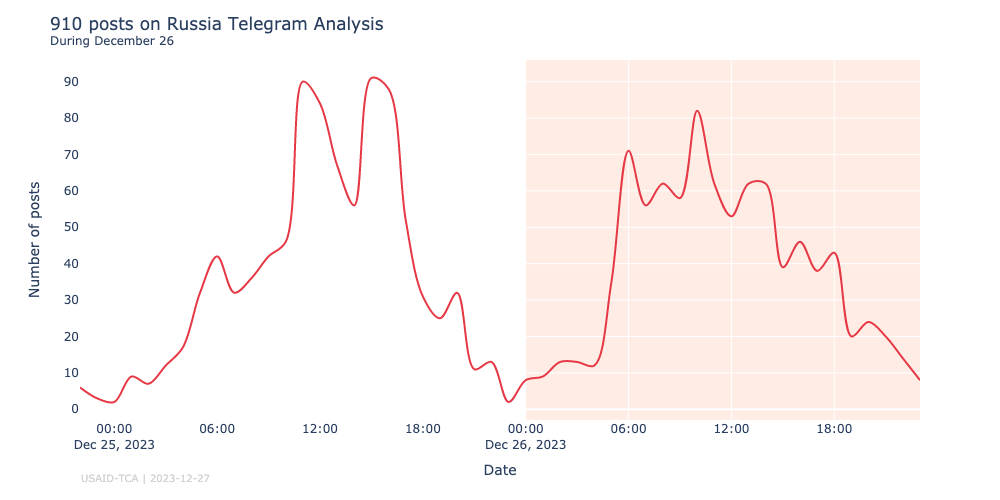 910 posts on Russia Telegram Analysis
During December 26
Number of posts
90
80
70
60
50
40
30
20
10
0
00:00 06:00 12:00 18:00 00:00 06:00 12:00 18:00
Dec 25, 2023 Dec 26, 2023
Date
USAID-TCA | 2023-12-27